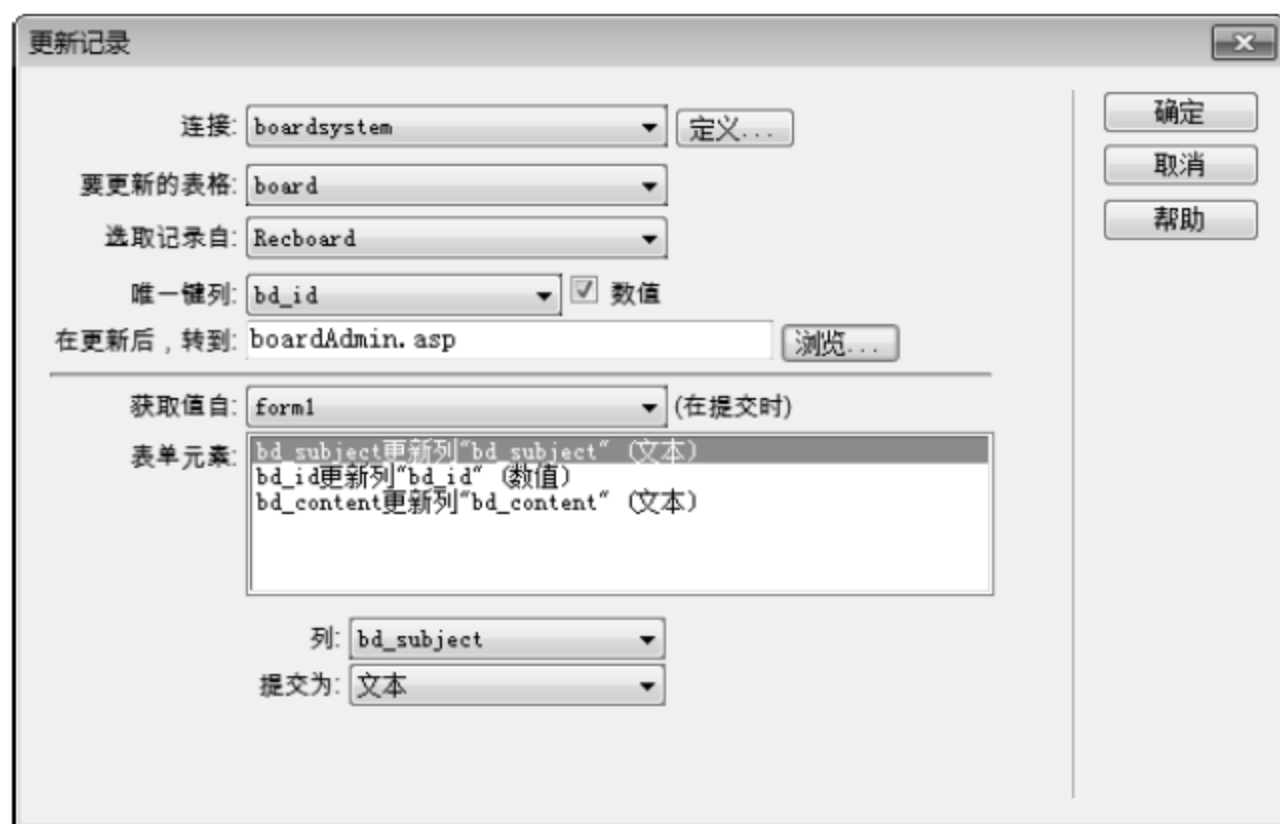 更新记录
连接: boardsystem 定义...
确定
要更新的表格: board
取消
选取记录自: Recboard
帮助
唯一键列: bd_id 数值
在更新后，转到: boardAdmin.asp 浏览...
获取值自: form1 (在提交时)
表单元素: bd_subject更新列"bd_subject" (文本)
bd_id更新列"bd_id" (数值)
bd_content更新列"bd_content" (文本)
列: bd_subject
提交为: 文本